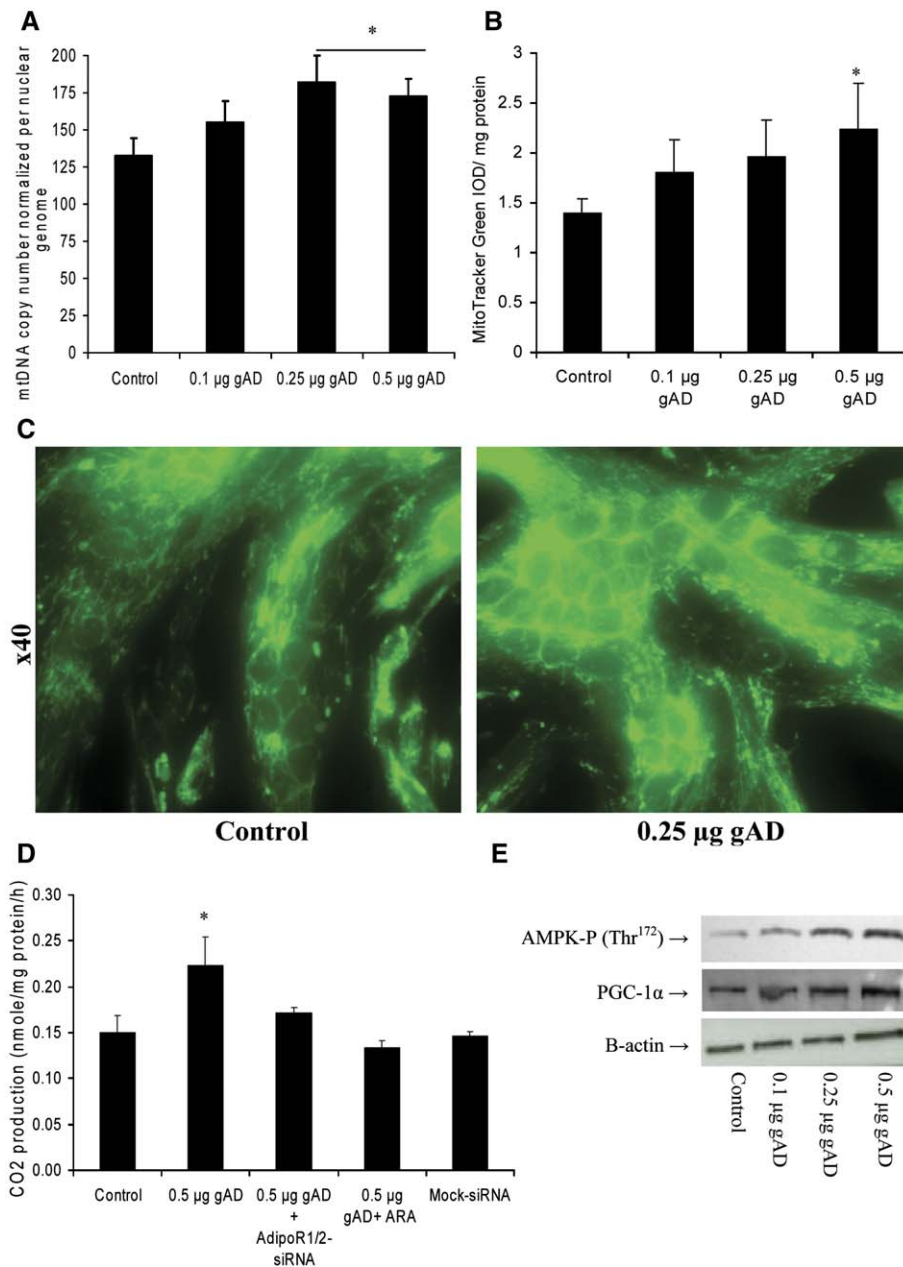 A
mtDNA copy number normalized per nuclear
genome
*
200
175
150
125
100
75
50
25
0
Control
0.1 µg gAD
0.25 µg gAD
0.5 µg gAD
B
MitoTracker Green IOD/ mg protein
*
3
2.5
2
1.5
1
0.5
0
Control
0.1 µg
gAD
0.25 µg
gAD
0.5 µg
gAD
C
x40
Control
0.25 µg gAD
D
CO2 production (nmole/mg protein/h)
*
0.30
0.25
0.20
0.15
0.10
0.05
0.00
Control
0.5 µg gAD
0.5 µg gAD
+
AdipoR1/2-
siRNA
0.5 µg
gAD+ ARA
Mock-siRNA
E
AMPK-P (Thr¹⁷²) →
PGC-1α →
B-actin →
Control
0.1 µg gAD
0.25 µg gAD
0.5 µg gAD